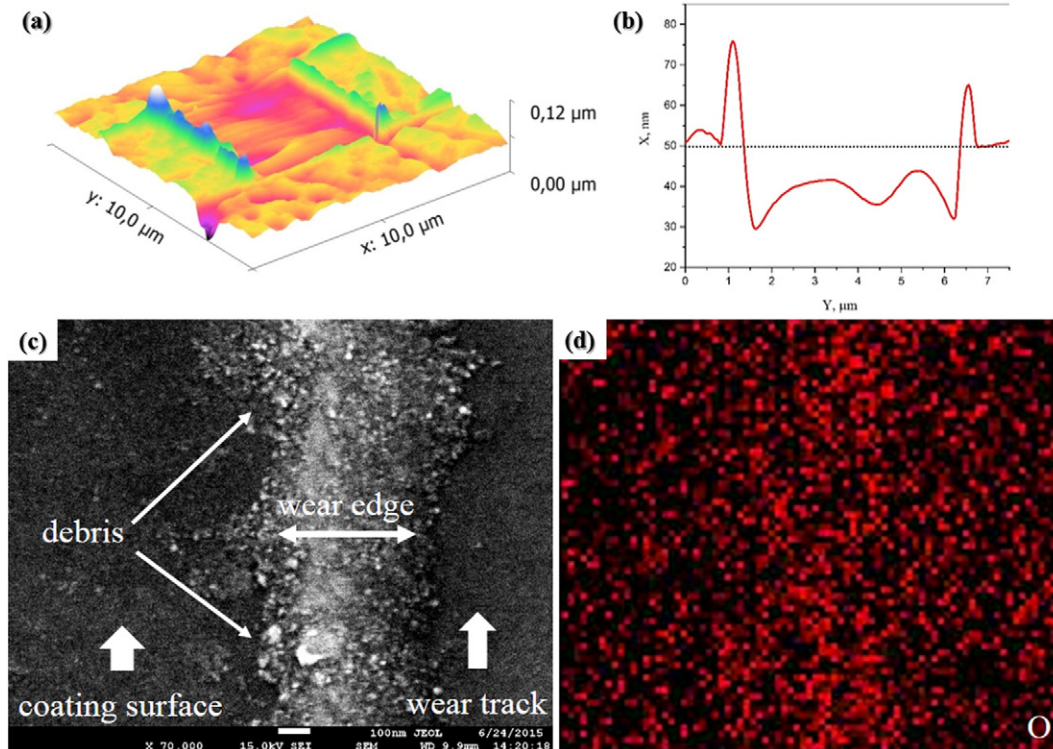 (a)
0,12 µm
0,00 µm
y: 10,0 µm
x: 10,0 µm
(b)
80
70
60
50
40
30
20
X, nm
0 1 2 3 4 5 6 7
Y, µm
(c)
wear edge
debris
coating surface
wear track
100nm JEOL 6/24/2015
X 70,000 15.0kV SEI SEM WD 9.9mm 14:20:18
(d)
O